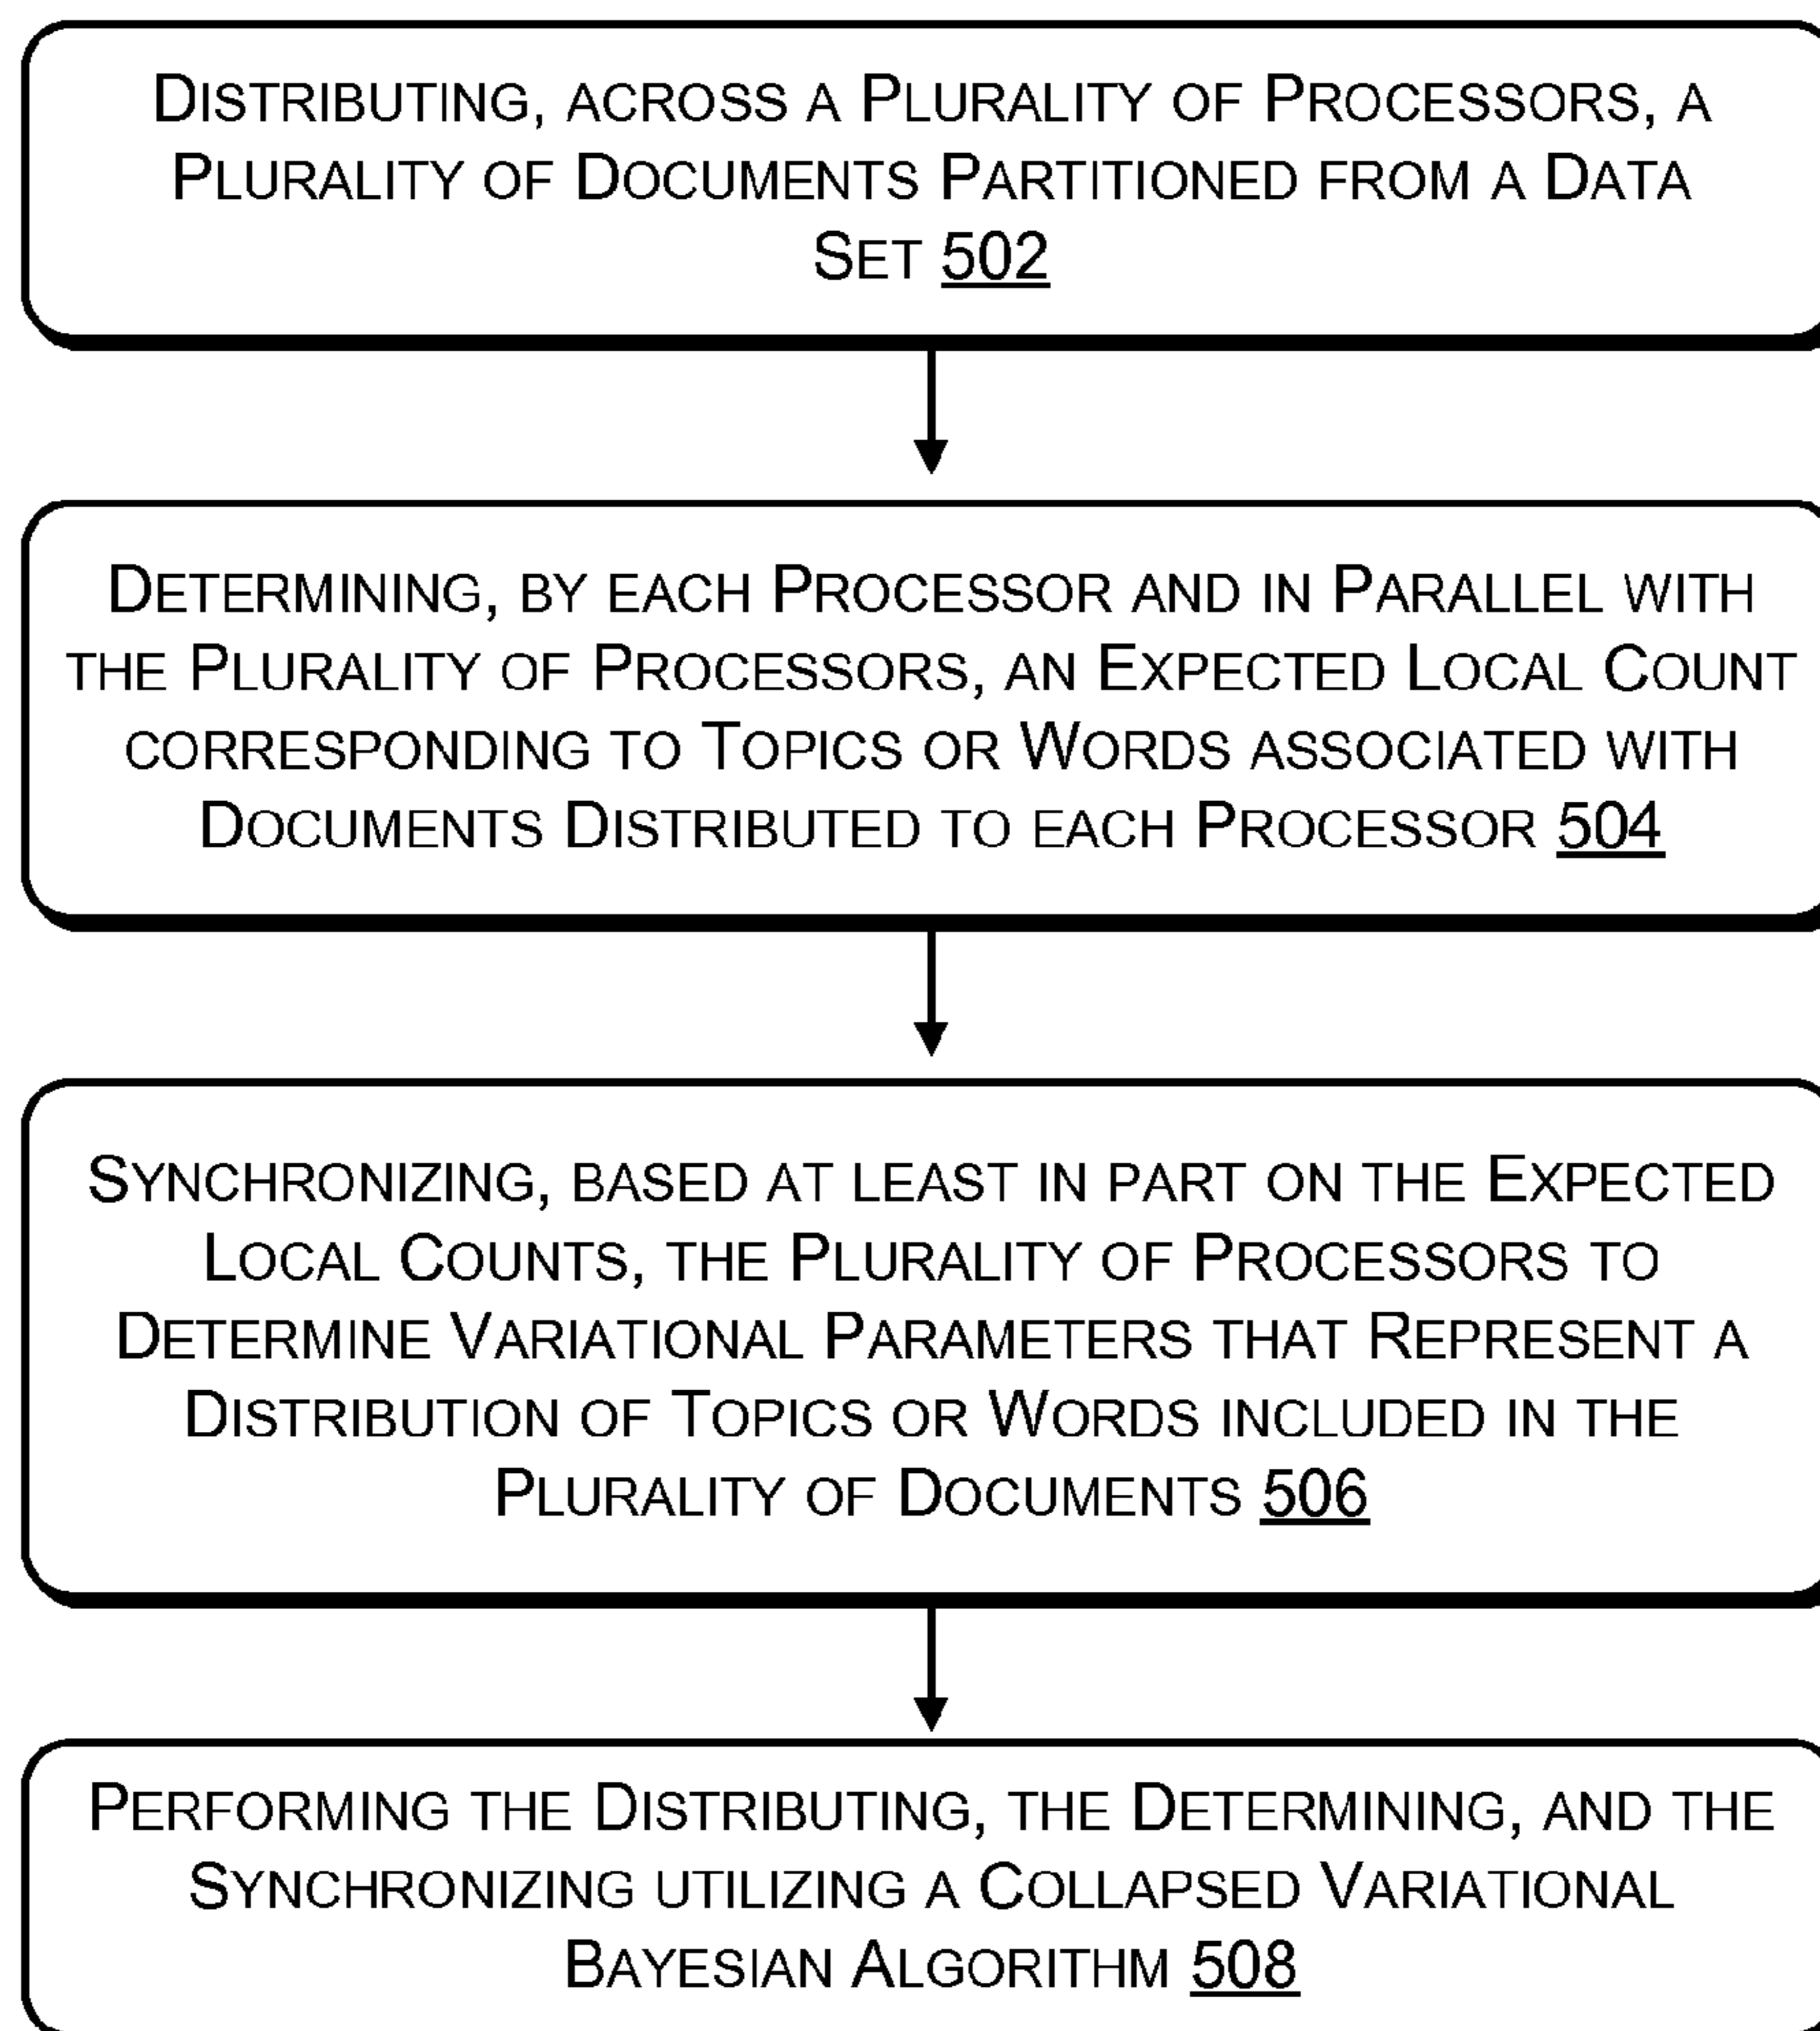 Distributing, across a Plurality of Processors, a
Plurality of Documents Partitioned from a Data
Set 502
Determining, by each Processor and in Parallel with
the Plurality of Processors, an Expected Local Count
corresponding to Topics or Words associated with
Documents Distributed to each Processor 504
Synchronizing, based at least in part on the Expected
Local Counts, the Plurality of Processors to
Determine Variational Parameters that Represent a
Distribution of Topics or Words included in the
Plurality of Documents 506
Performing the Distributing, the Determining, and the
Synchronizing utilizing a Collapsed Variational
Bayesian Algorithm 508